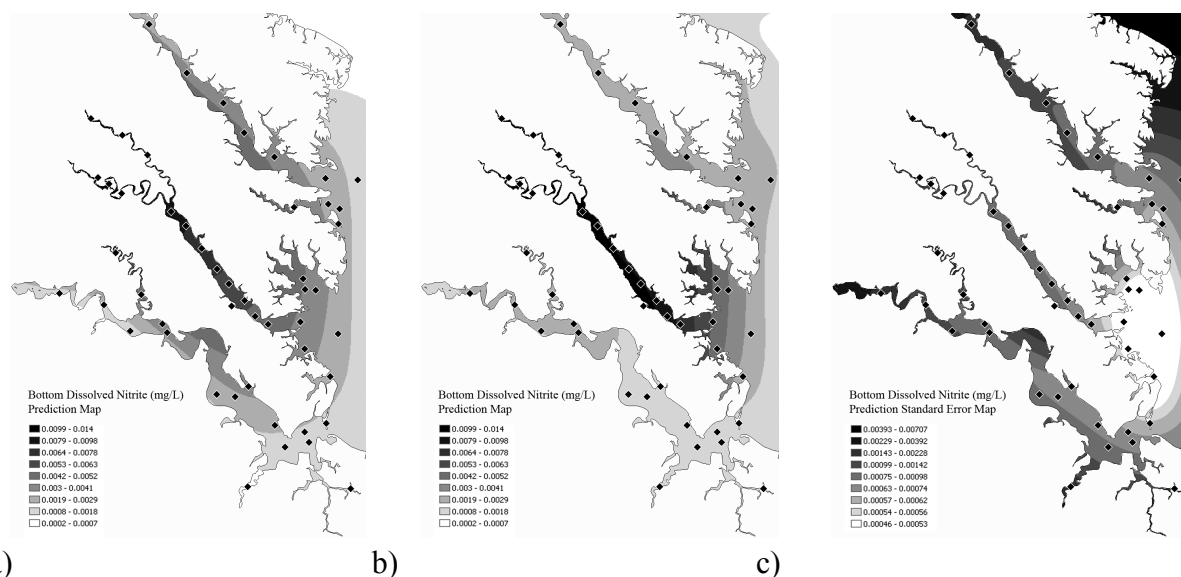 Bottom Dissolved Nitrite (mg/L)
Prediction Map
0.0099 - 0.014
0.0079 - 0.0098
0.0064 - 0.0078
0.0053 - 0.0063
0.0042 - 0.0052
0.003 - 0.0041
0.0019 - 0.0029
0.0008 - 0.0018
0.0002 - 0.0007
Bottom Dissolved Nitrite (mg/L)
Prediction Map
0.0099 - 0.014
0.0079 - 0.0098
0.0064 - 0.0078
0.0053 - 0.0063
0.0042 - 0.0052
0.003 - 0.0041
0.0019 - 0.0029
0.0008 - 0.0018
0.0002 - 0.0007
Bottom Dissolved Nitrite (mg/L)
Prediction Standard Error Map
0.00393 - 0.00707
0.00229 - 0.00392
0.00143 - 0.00228
0.00099 - 0.00142
0.00075 - 0.00098
0.00063 - 0.00074
0.00057 - 0.00062
0.00054 - 0.00056
0.00046 - 0.00053
b)
c)